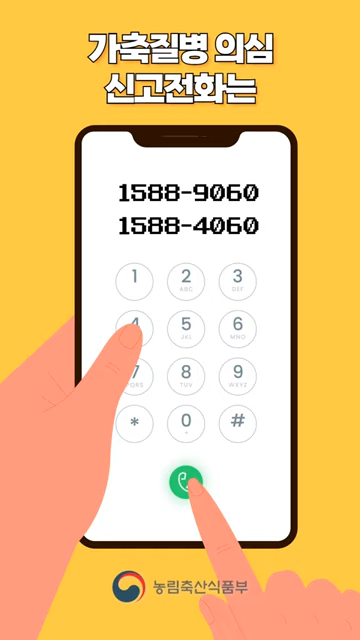 가축질병 의심
신고전화는
1588-9060
1588-4060
1 2 3
ABC DEF
4 5 6
JKL MNO
7 8 9
PQRS TUV WXYZ
* 0 #
+
농림축산식품부